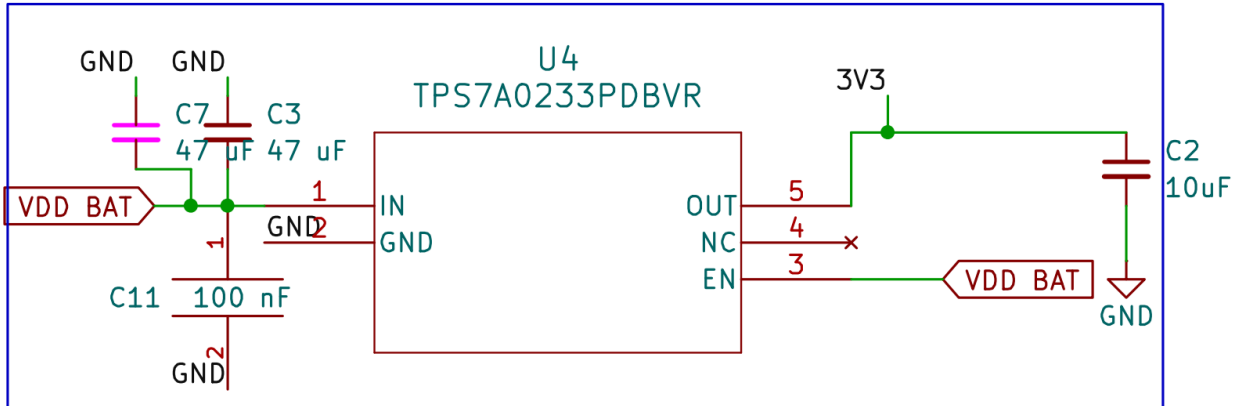 GND GND
U4
TPS7A0233PDBVR
3V3
C7 C3
47 uF 47 uF
C2
10uF
VDD BAT
1
IN
OUT
5
GND
2
GND
NC
4
1
EN
3
VDD BAT
C11 100 nF
GND
2
GND